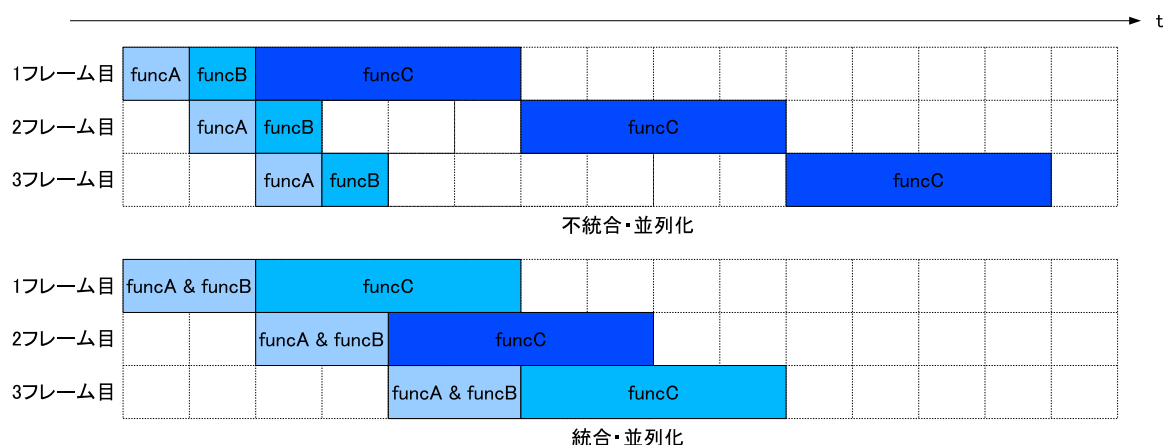 t
1フレーム目 funcA funcB funcC
2フレーム目 funcA funcB funcC
3フレーム目 funcA funcB funcC
不統合・並列化
1フレーム目 funcA & funcB funcC
2フレーム目 funcA & funcB funcC
3フレーム目 funcA & funcB funcC
統合・並列化